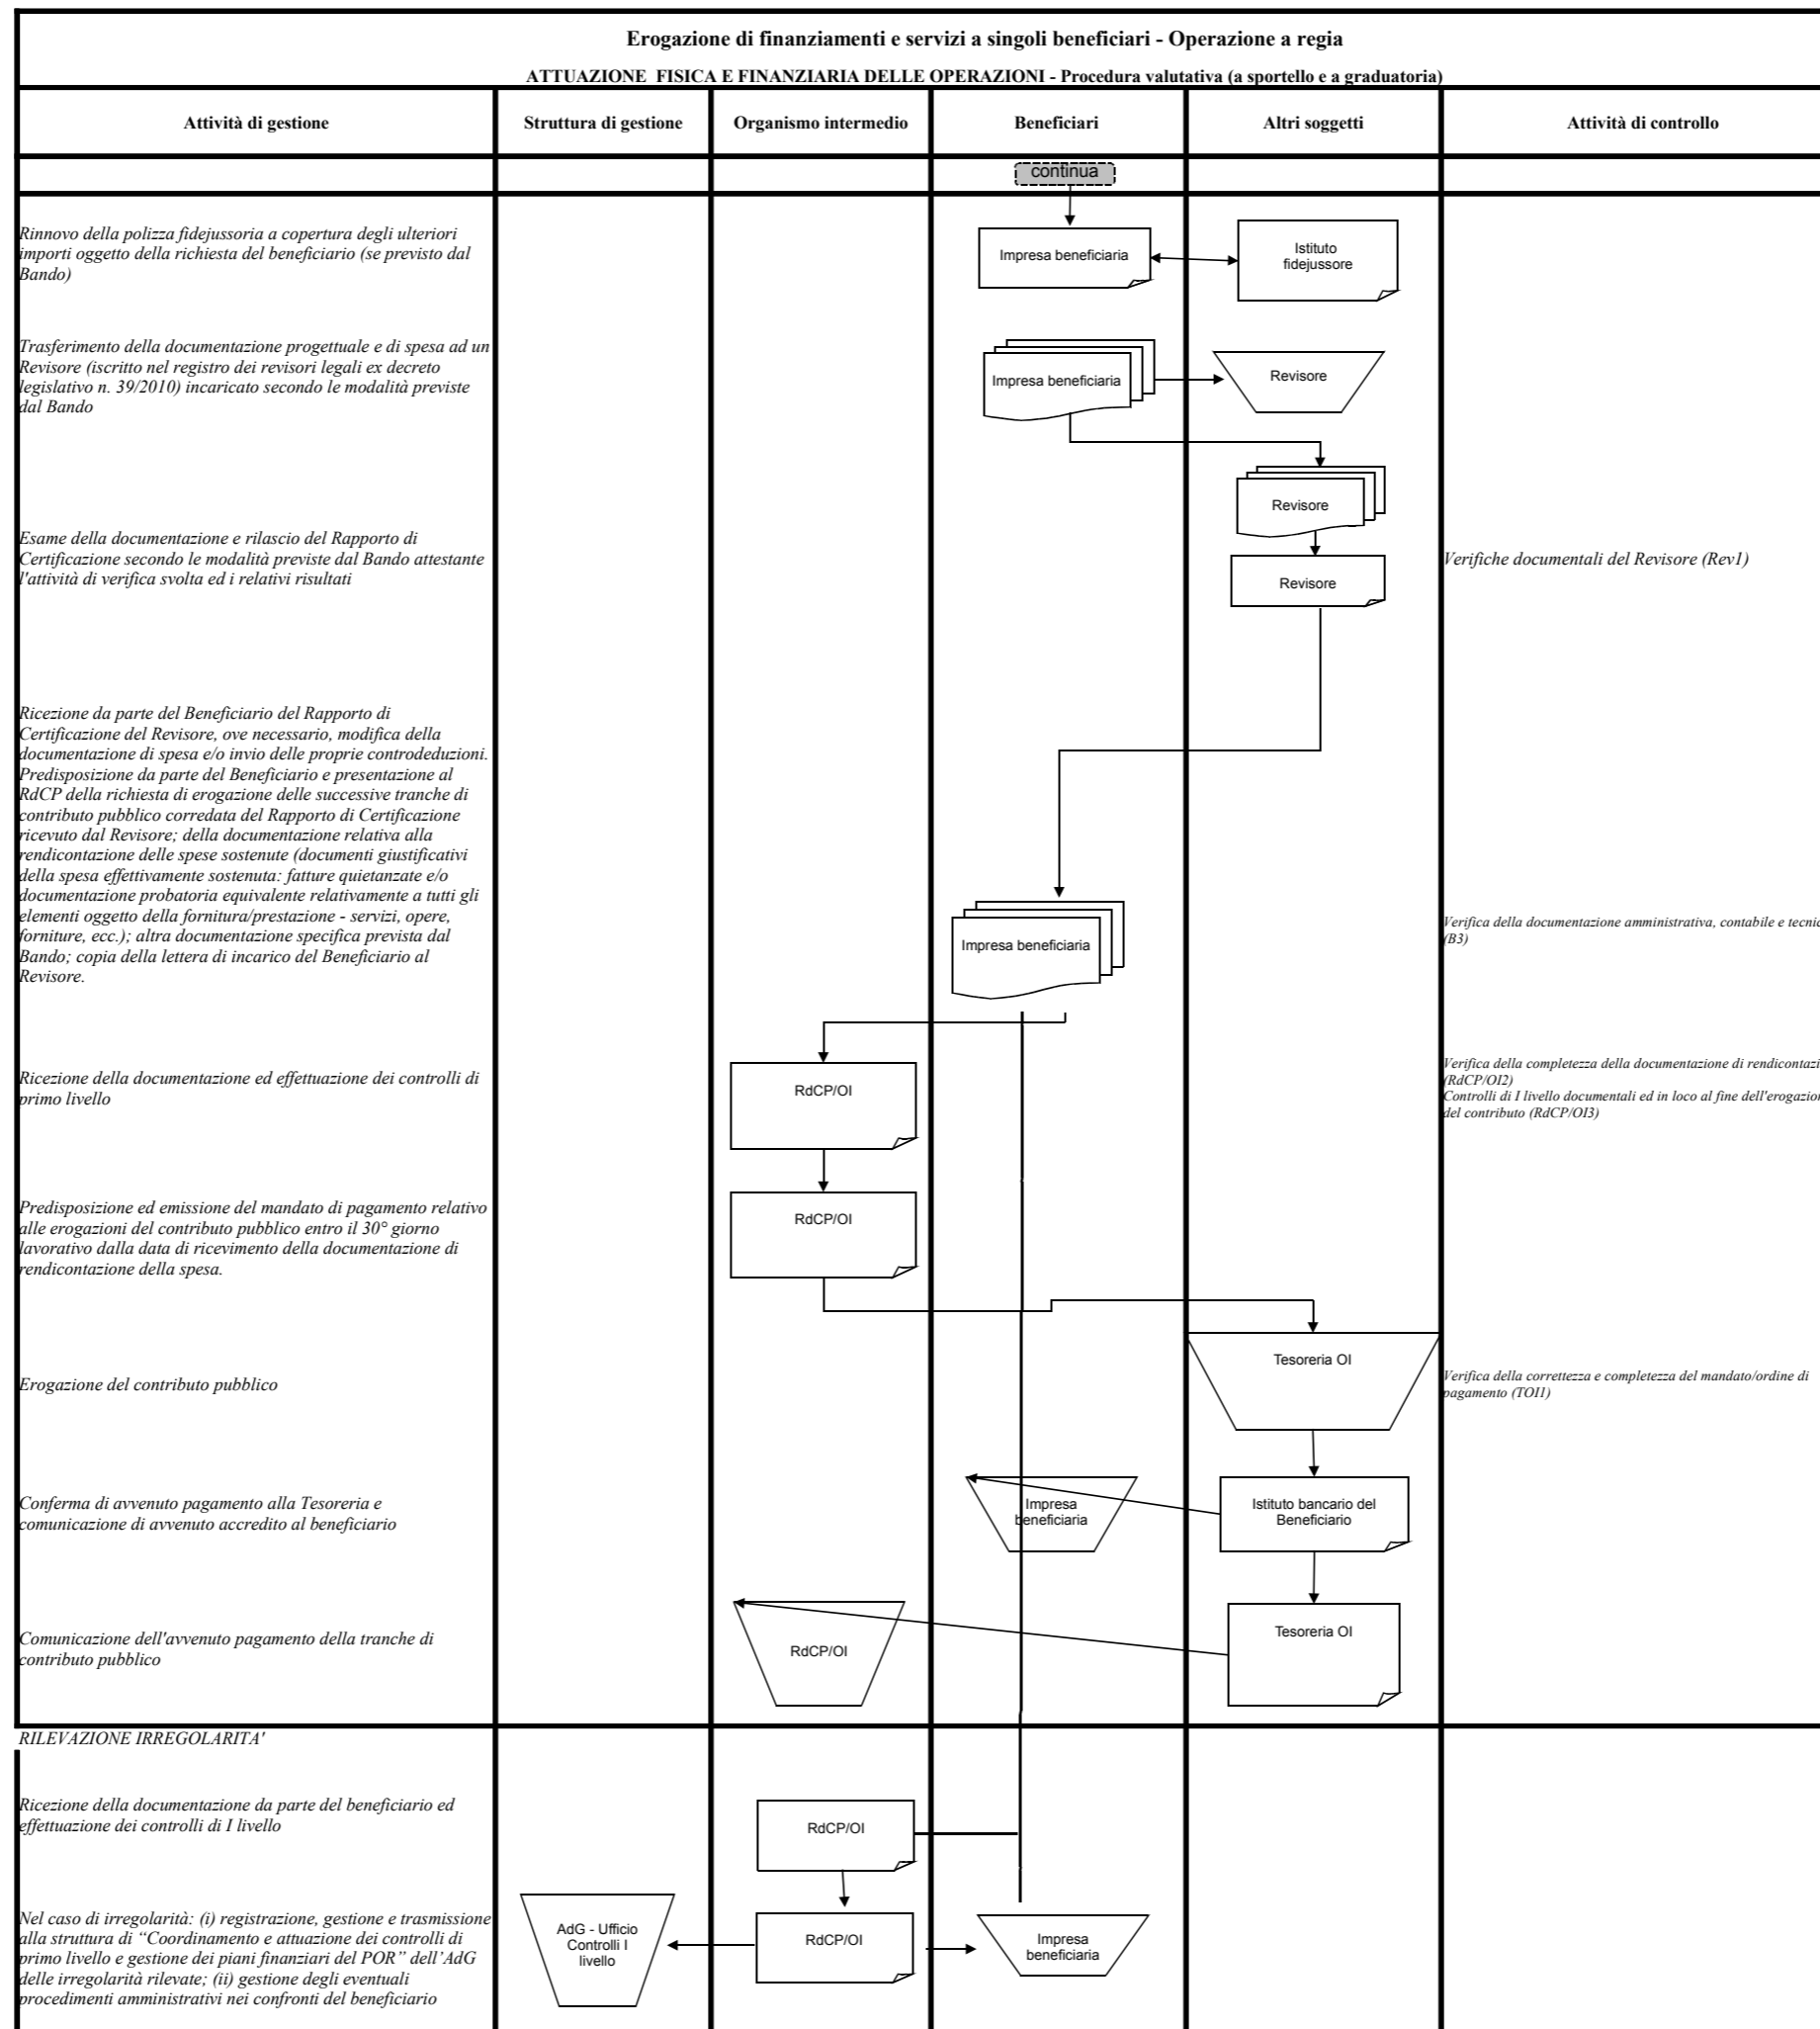 Erogazione di finanziamenti e servizi a singoli beneficiari - Operazione a regia
ATTUAZIONE FISICA E FINANZIARIA DELLE OPERAZIONI - Procedura valutativa (a sportello e a graduatoria)
Attività di gestione
Struttura di gestione
Organismo intermedio
Beneficiari
Altri soggetti
Attività di controllo
continua
Rinnovo della polizza fidejussoria a copertura degli ulteriori
importi oggetto della richiesta del beneficiario (se previsto dal
Bando)
Impresa beneficiaria
Istituto
fidejussore
Trasferimento della documentazione progettuale e di spesa ad un
Revisore (iscritto nel registro dei revisori legali ex decreto
legislativo n. 39/2010) incaricato secondo le modalità previste
dal Bando
Impresa beneficiaria
Revisore
Revisore
Esame della documentazione e rilascio del Rapporto di
Certificazione secondo le modalità previste dal Bando attestante
l'attività di verifica svolta ed i relativi risultati
Revisore
Verifiche documentali del Revisore (Rev1)
Ricezione da parte del Beneficiario del Rapporto di
Certificazione del Revisore, ove necessario, modifica della
documentazione di spesa e/o invio delle proprie controdeduzioni.
Predisposizione da parte del Beneficiario e presentazione al
RdCP della richiesta di erogazione delle successive tranche di
contributo pubblico corredata del Rapporto di Certificazione
ricevuto dal Revisore; della documentazione relativa alla
rendicontazione delle spese sostenute (documenti giustificativi
della spesa effettivamente sostenuta: fatture quietanzate e/o
documentazione probatoria equivalente relativamente a tutti gli
elementi oggetto della fornitura/prestazione - servizi, opere,
forniture, ecc.); altra documentazione specifica prevista dal
Bando; copia della lettera di incarico del Beneficiario al
Revisore.
Impresa beneficiaria
Verifica della documentazione amministrativa, contabile e tecnic
(B3)
Ricezione della documentazione ed effettuazione dei controlli di
primo livello
RdCP/OI
Verifica della completezza della documentazione di rendicontazi
(RdCP/OI2)
Controlli di I livello documentali ed in loco al fine dell'erogazion
del contributo (RdCP/OI3)
Predisposizione ed emissione del mandato di pagamento relativo
alle erogazioni del contributo pubblico entro il 30° giorno
lavorativo dalla data di ricevimento della documentazione di
rendicontazione della spesa.
RdCP/OI
Erogazione del contributo pubblico
Tesoreria OI
Verifica della correttezza e completezza del mandato/ordine di
pagamento (TOI1)
Conferma di avvenuto pagamento alla Tesoreria e
comunicazione di avvenuto accredito al beneficiario
Impresa
beneficiaria
Istituto bancario del
Beneficiario
Comunicazione dell'avvenuto pagamento della tranche di
contributo pubblico
RdCP/OI
Tesoreria OI
RILEVAZIONE IRREGOLARITA'
Ricezione della documentazione da parte del beneficiario ed
effettuazione dei controlli di I livello
RdCP/OI
Nel caso di irregolarità: (i) registrazione, gestione e trasmissione
alla struttura di “Coordinamento e attuazione dei controlli di
primo livello e gestione dei piani finanziari del POR” dell’AdG
delle irregolarità rilevate; (ii) gestione degli eventuali
procedimenti amministrativi nei confronti del beneficiario
AdG - Ufficio
Controlli I
livello
RdCP/OI
Impresa
beneficiaria